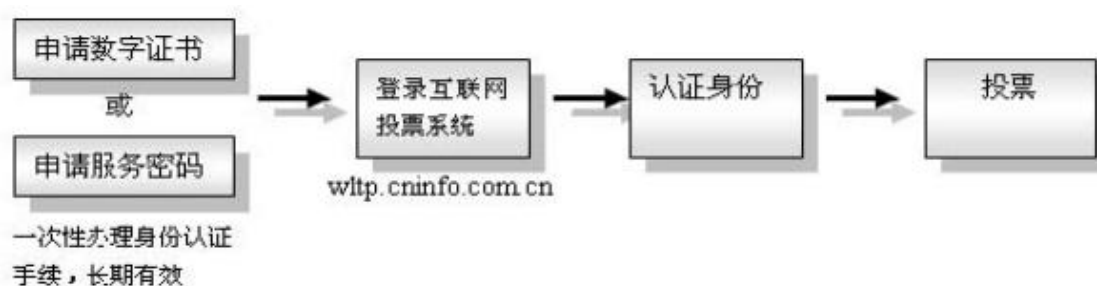 申请数字证书
或
申请服务密码
一次性办理身份认证
手续，长期有效
登录互联网
投票系统
wltp.cninfo.com.cn
认证身份
投票